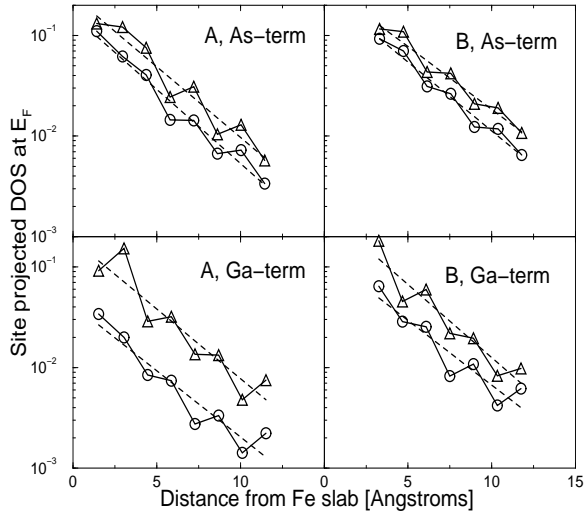 10⁻¹
10⁻²
10⁻³
A, As−term
B, As−term
10⁻¹
10⁻²
10⁻³
A, Ga−term
B, Ga−term
0 5 10 0 5 10 15
Distance from Fe slab [Angstroms]
Site projected DOS at E_F